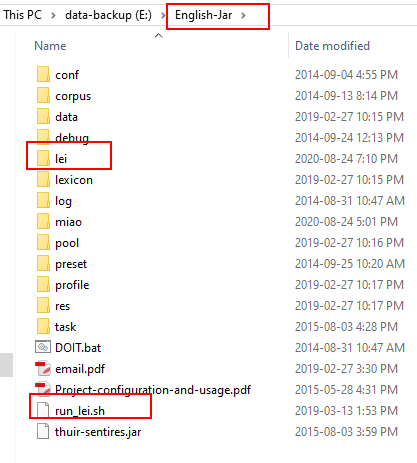 This PC > data-backup (E:) > English-Jar >
Name Date modified
conf 2014-09-04 4:55 PM
corpus 2014-09-13 8:14 PM
data 2019-02-27 10:15 PM
debug 2014-09-24 12:13 PM
lei 2020-08-24 7:10 PM
lexicon 2019-02-27 10:15 PM
log 2014-08-31 10:47 AM
miao 2020-08-24 5:01 PM
pool 2019-02-27 10:16 PM
preset 2014-09-25 10:20 AM
profile 2019-02-27 10:17 PM
res 2019-02-27 10:17 PM
task 2015-08-03 4:28 PM
DOIT.bat 2014-08-31 10:47 AM
email.pdf 2019-02-27 3:30 PM
Project-configuration-and-usage.pdf 2015-05-28 4:31 PM
run_lei.sh 2019-03-13 1:53 PM
thuir-sentires.jar 2015-08-03 3:59 PM